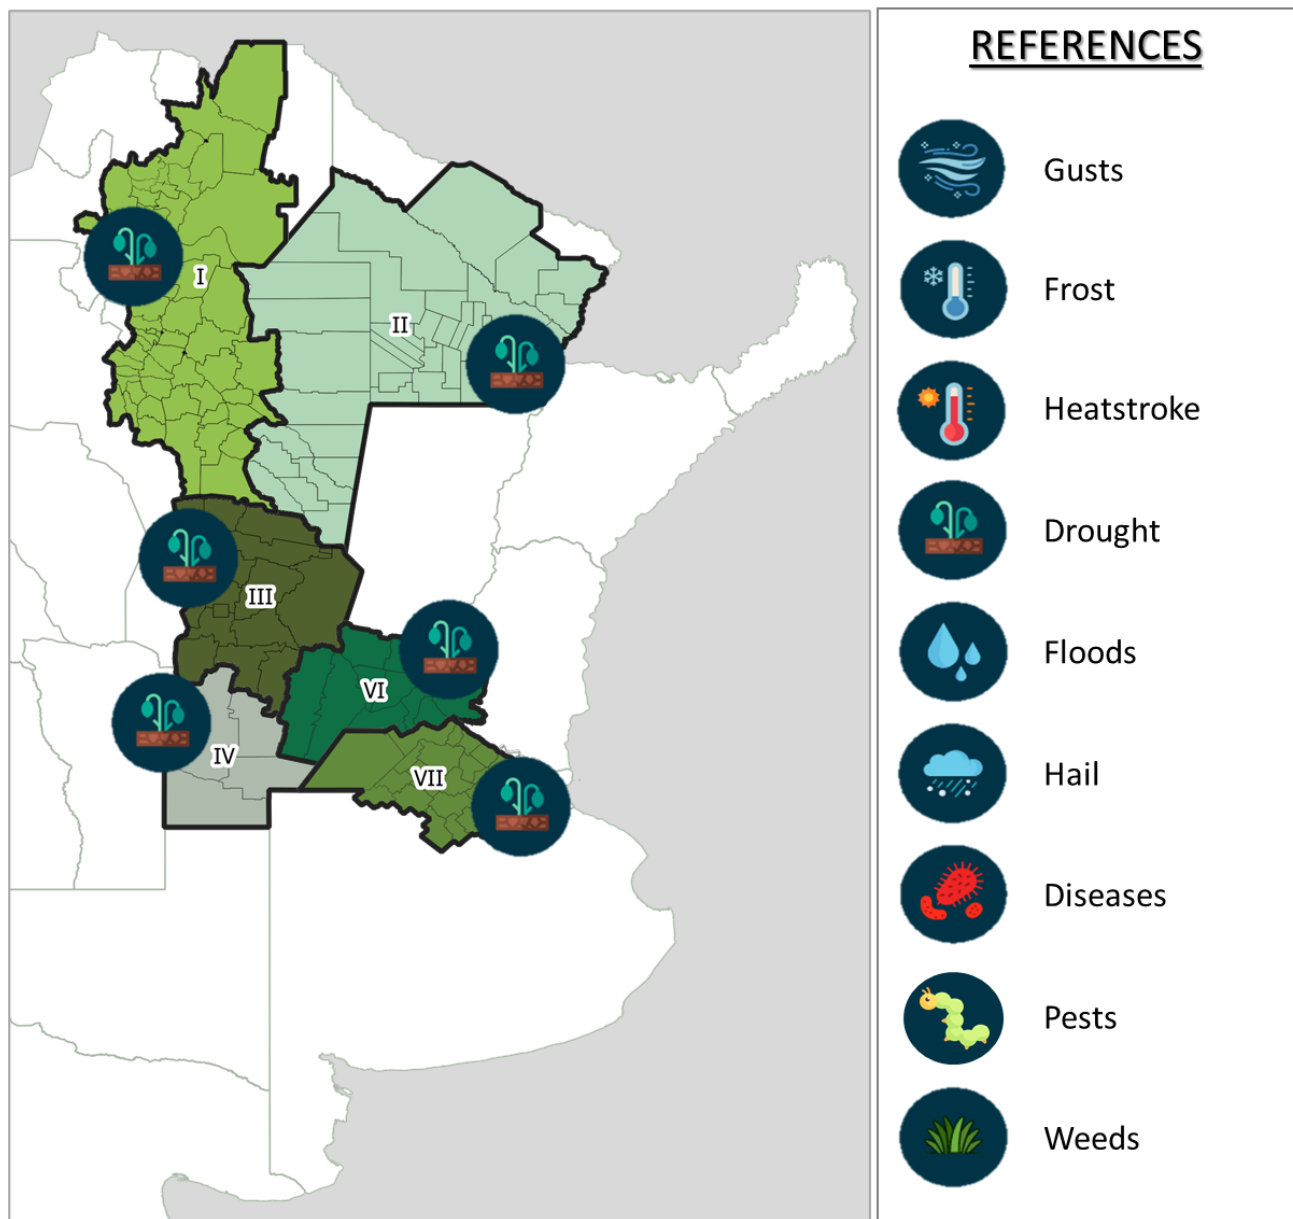 REFERENCES
Gusts
Frost
Heatstroke
Drought
Floods
Hail
Diseases
Pests
Weeds
I
II
III
VI
IV
VII